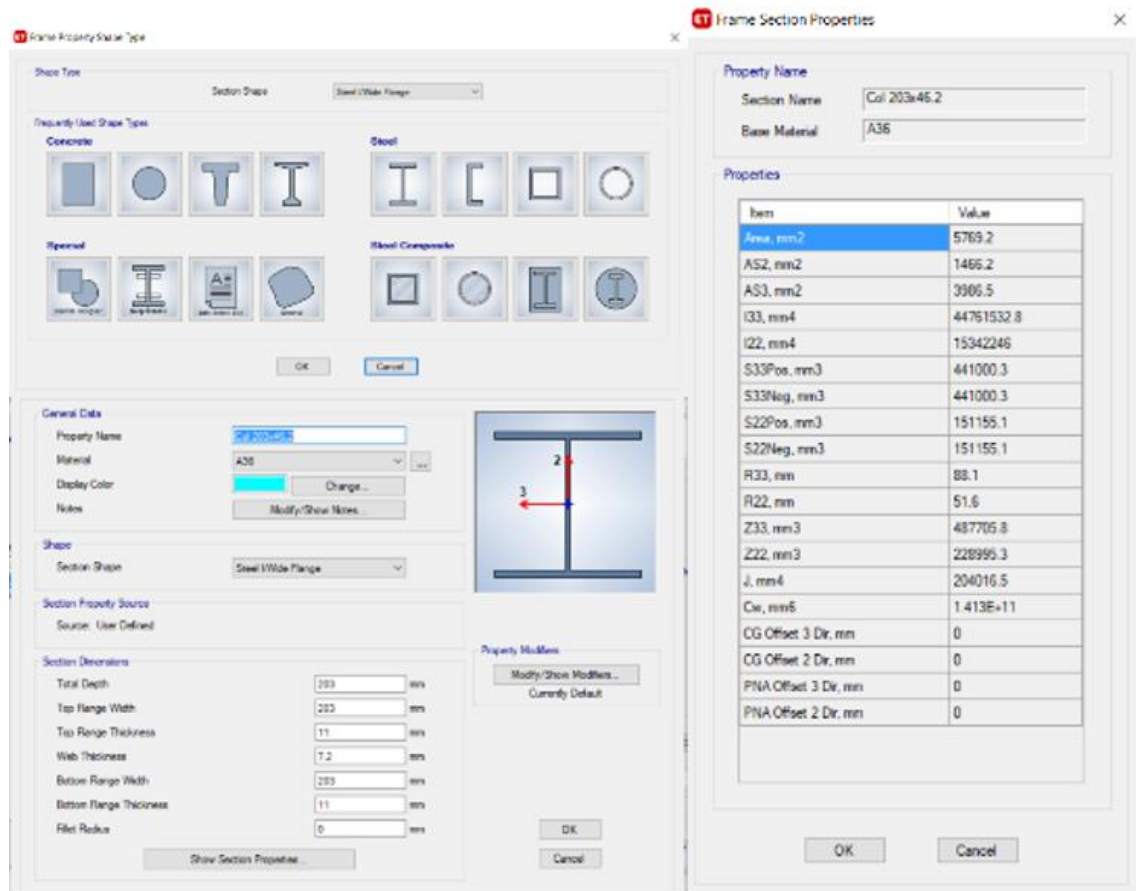 ET Frame Property Shape Type
Shape Type
Section Shape Steel I/Wide Flange
Frequently Used Shape Types
Concrete Steel
Special Steel Composite
OK Cancel
General Data
Property Name Col 203x46.2
Material A36 ...
Display Color Change...
Notes Modify/Show Notes...
Shape
Section Shape Steel I/Wide Flange
Section Property Source
Source: User Defined
Section Dimensions
Total Depth 203 mm
Top Flange Width 203 mm
Top Flange Thickness 11 mm
Web Thickness 7.2 mm
Bottom Flange Width 203 mm
Bottom Flange Thickness 11 mm
Fillet Radius 0 mm
Show Section Properties...
2
3
Property Modifiers
Modify/Show Modifiers...
Currently Default
OK
Cancel
ET Frame Section Properties
Property Name
Section Name Col 203x46.2
Base Material A36
Properties
Item Value
Area, mm2 5769.2
AS2, mm2 1466.2
AS3, mm2 3986.5
I33, mm4 44761532.8
I22, mm4 15342246
S33Pos, mm3 441000.3
S33Neg, mm3 441000.3
S22Pos, mm3 151155.1
S22Neg, mm3 151155.1
R33, mm 88.1
R22, mm 51.6
Z33, mm3 487705.8
Z22, mm3 228995.3
J, mm4 204016.5
Cw, mm6 1.413E+11
CG Offset 3 Dir, mm 0
CG Offset 2 Dir, mm 0
PNA Offset 3 Dir, mm 0
PNA Offset 2 Dir, mm 0
OK Cancel